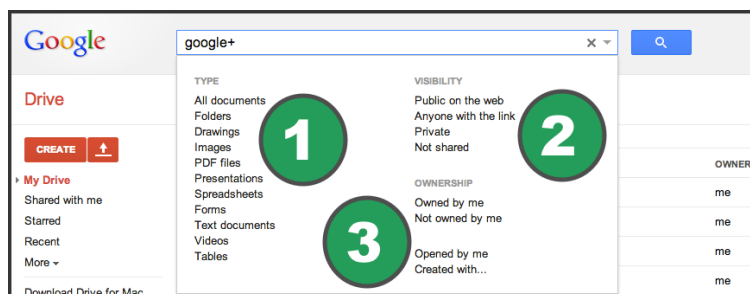 Google
google+
Drive
CREATE
My Drive
Shared with me
Starred
Recent
More
Download Drive for Mac
TYPE
All documents
Folders
Drawings
Images
PDF files
Presentations
Spreadsheets
Forms
Text documents
Videos
Tables
1
VISIBILITY
Public on the web
Anyone with the link
Private
Not shared
2
OWNERSHIP
Owned by me
Not owned by me
Opened by me
Created with...
3
OWNER
me
me
me
me